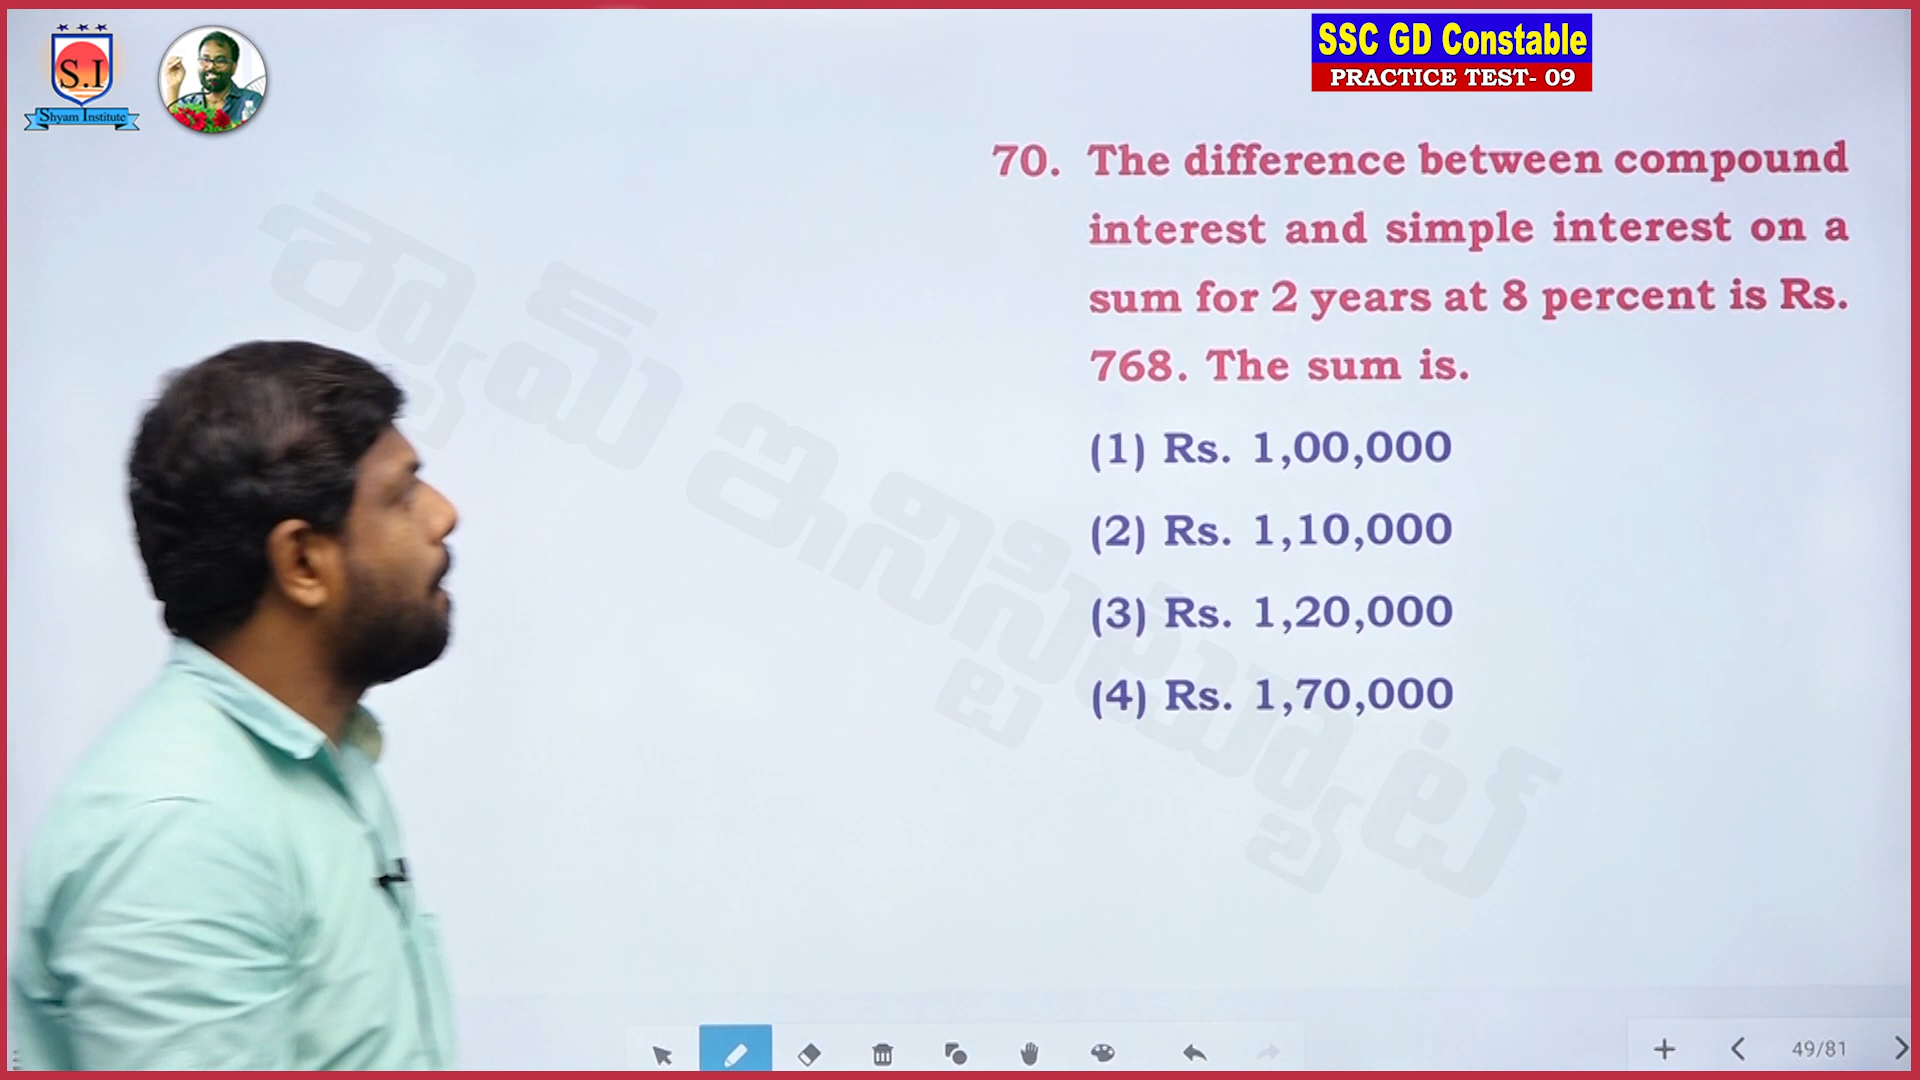 S.I
Shyam Institute
SSC GD Constable
PRACTICE TEST- 09
70. The difference between compound
interest and simple interest on a
sum for 2 years at 8 percent is Rs.
768. The sum is.
(1) Rs. 1,00,000
(2) Rs. 1,10,000
(3) Rs. 1,20,000
(4) Rs. 1,70,000
శ్యామ్ ఇన్స్టిట్యూట్
49/81